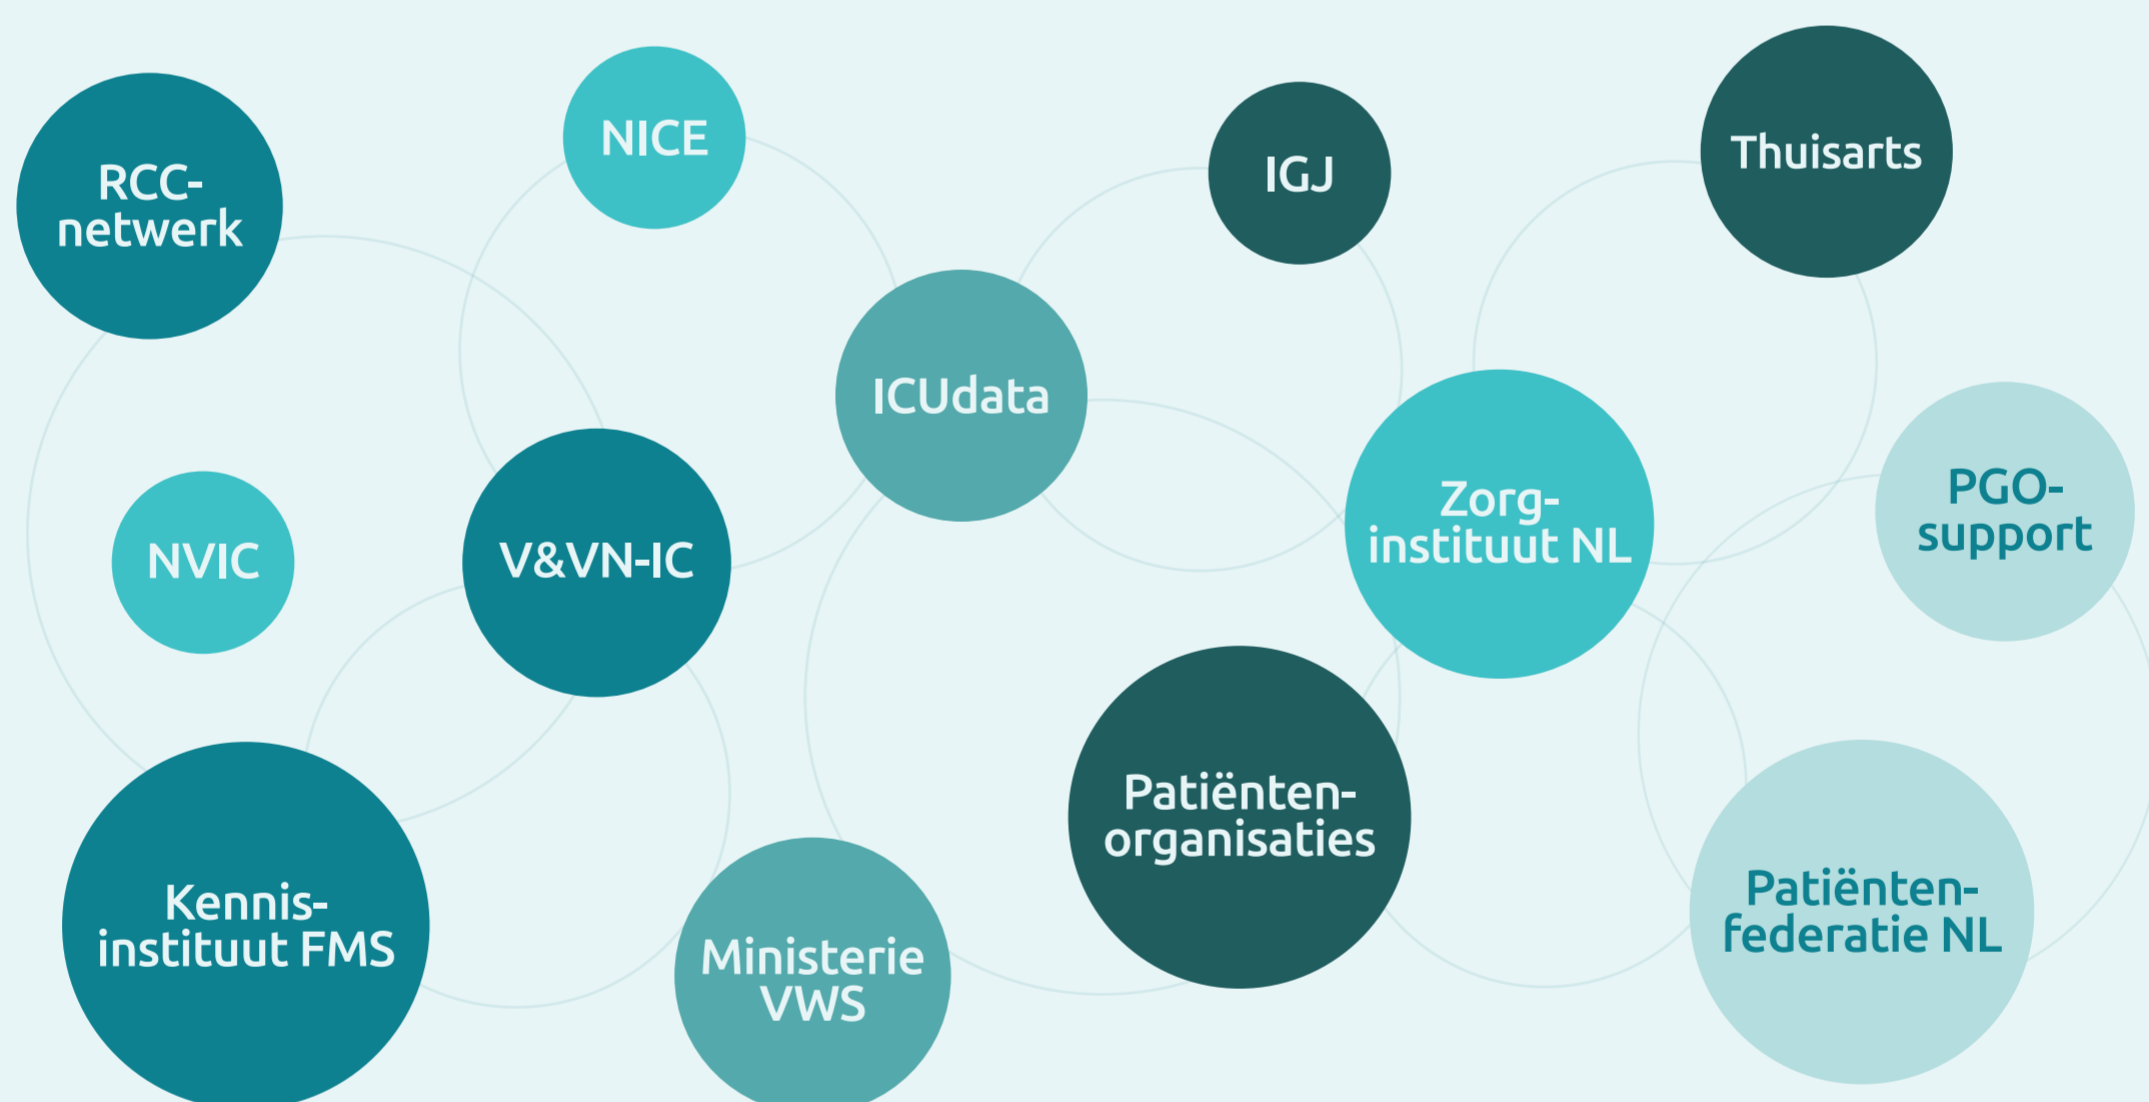 RCC-
netwerk
NICE
IGJ
Thuisarts
ICUdata
Zorg-
instituut NL
PGO-
support
NVIC
V&VN-IC
Patiënten-
organisaties
Kennis-
instituut FMS
Ministerie
VWS
Patiënten-
federatie NL